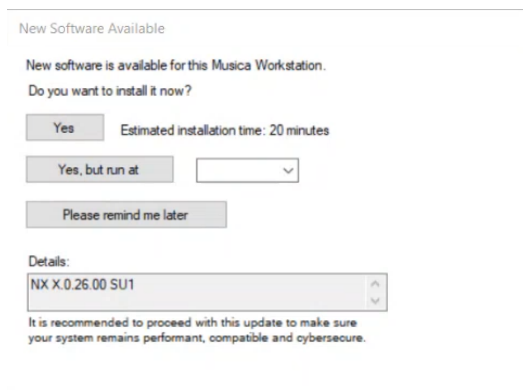 New Software Available
New software is available for this Musica Workstation.
Do you want to install it now?
Yes
Estimated installation time: 20 minutes
Yes, but run at
Please remind me later
Details:
NX X.0.26.00 SU1
It is recommended to proceed with this update to make sure
your system remains performant, compatible and cybersecure.